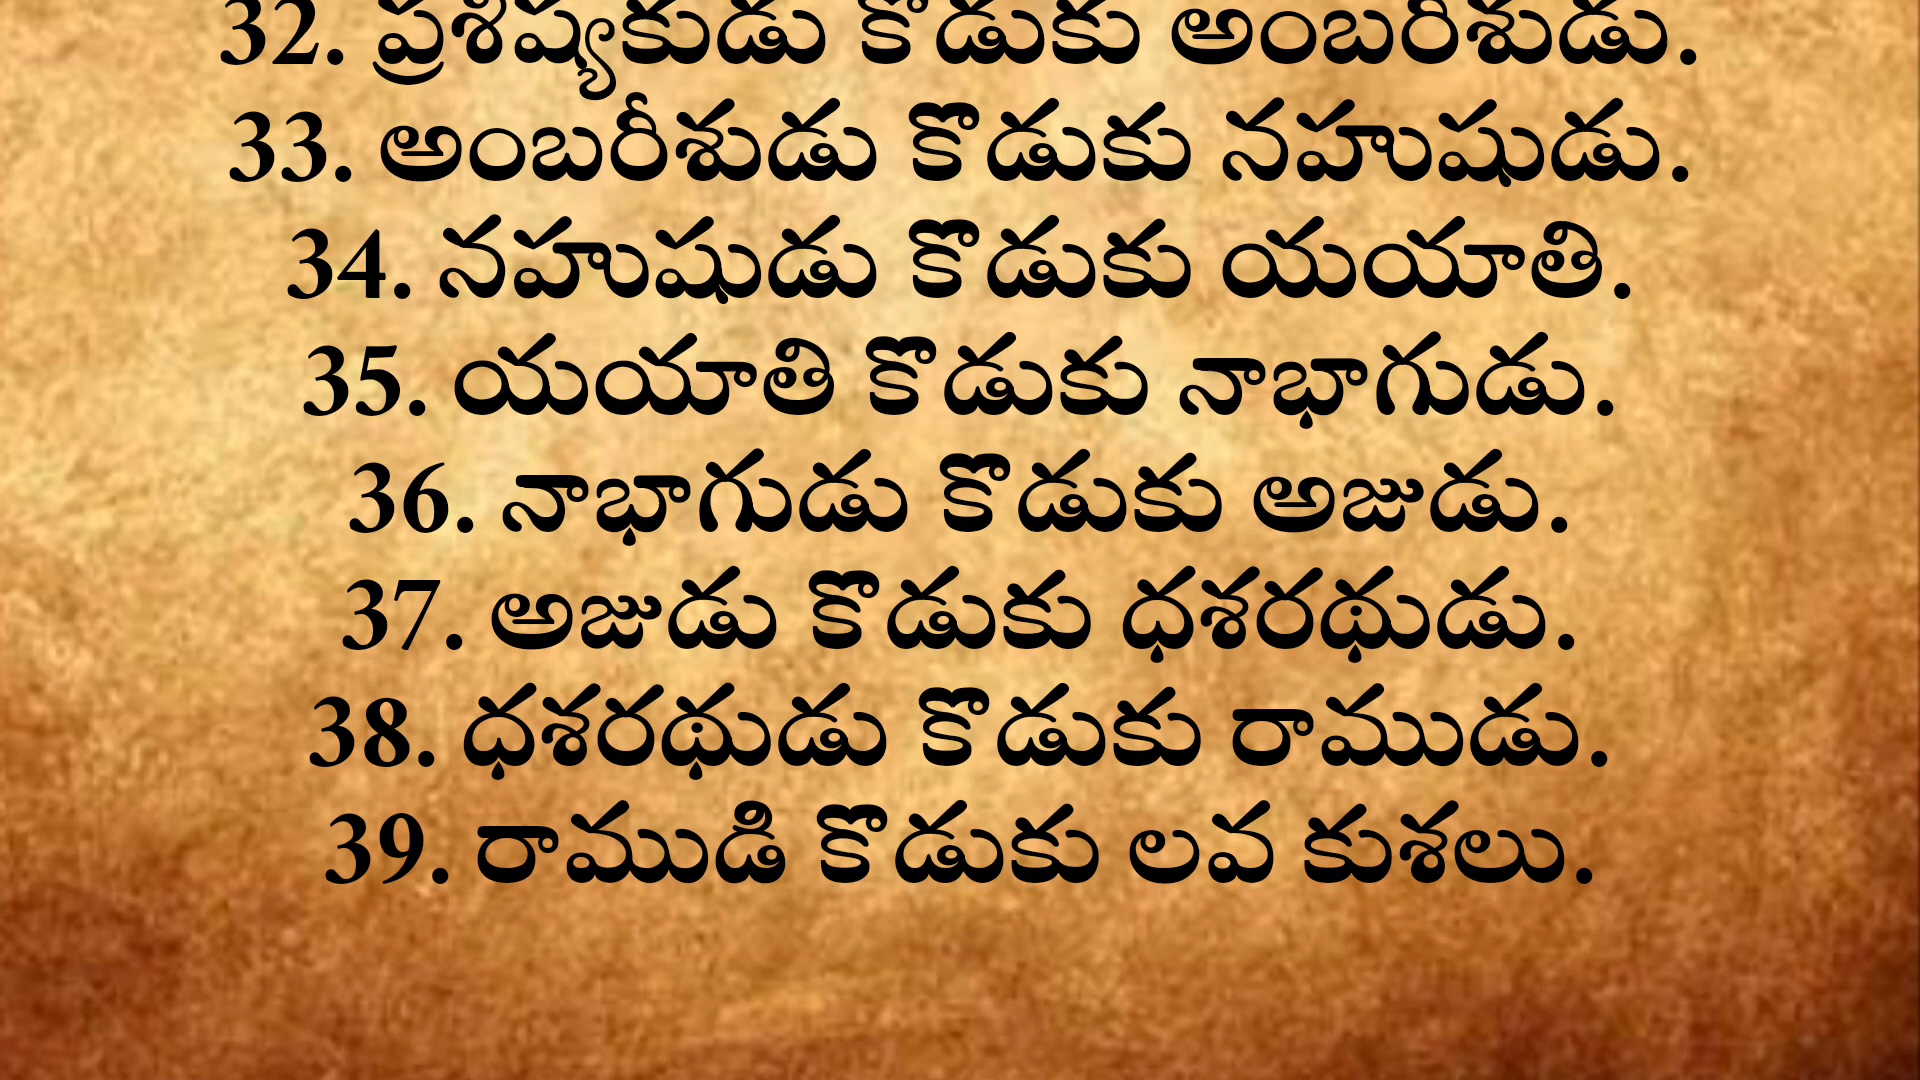 32. ప్రశిష్యకుడు కొడుకు అంబరీశుడు.
33. అంబరీశుడు కొడుకు నహుషుడు.
34. నహుషుడు కొడుకు యయాతి.
35. యయాతి కొడుకు నాభాగుడు.
36. నాభాగుడు కొడుకు అజుడు.
37. అజుడు కొడుకు ధశరథుడు.
38. ధశరథుడు కొడుకు రాముడు.
39. రాముడి కొడుకు లవ కుశలు.